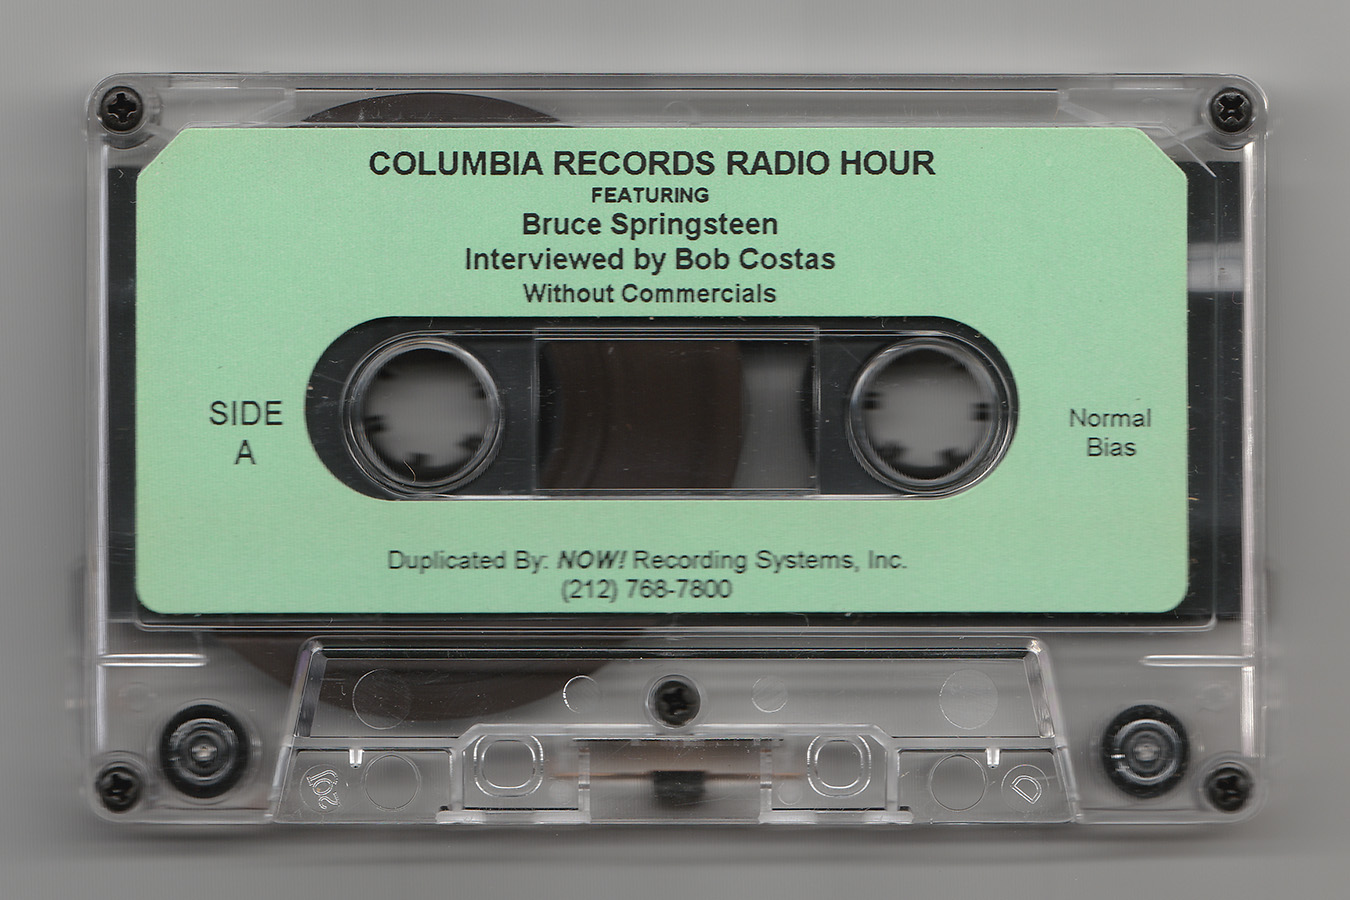 COLUMBIA RECORDS RADIO HOUR
FEATURING
Bruce Springsteen
Interviewed by Bob Costas
Without Commercials
SIDE
A
Normal
Bias
Duplicated By: NOW! Recording Systems, Inc.
(212) 768-7800
D